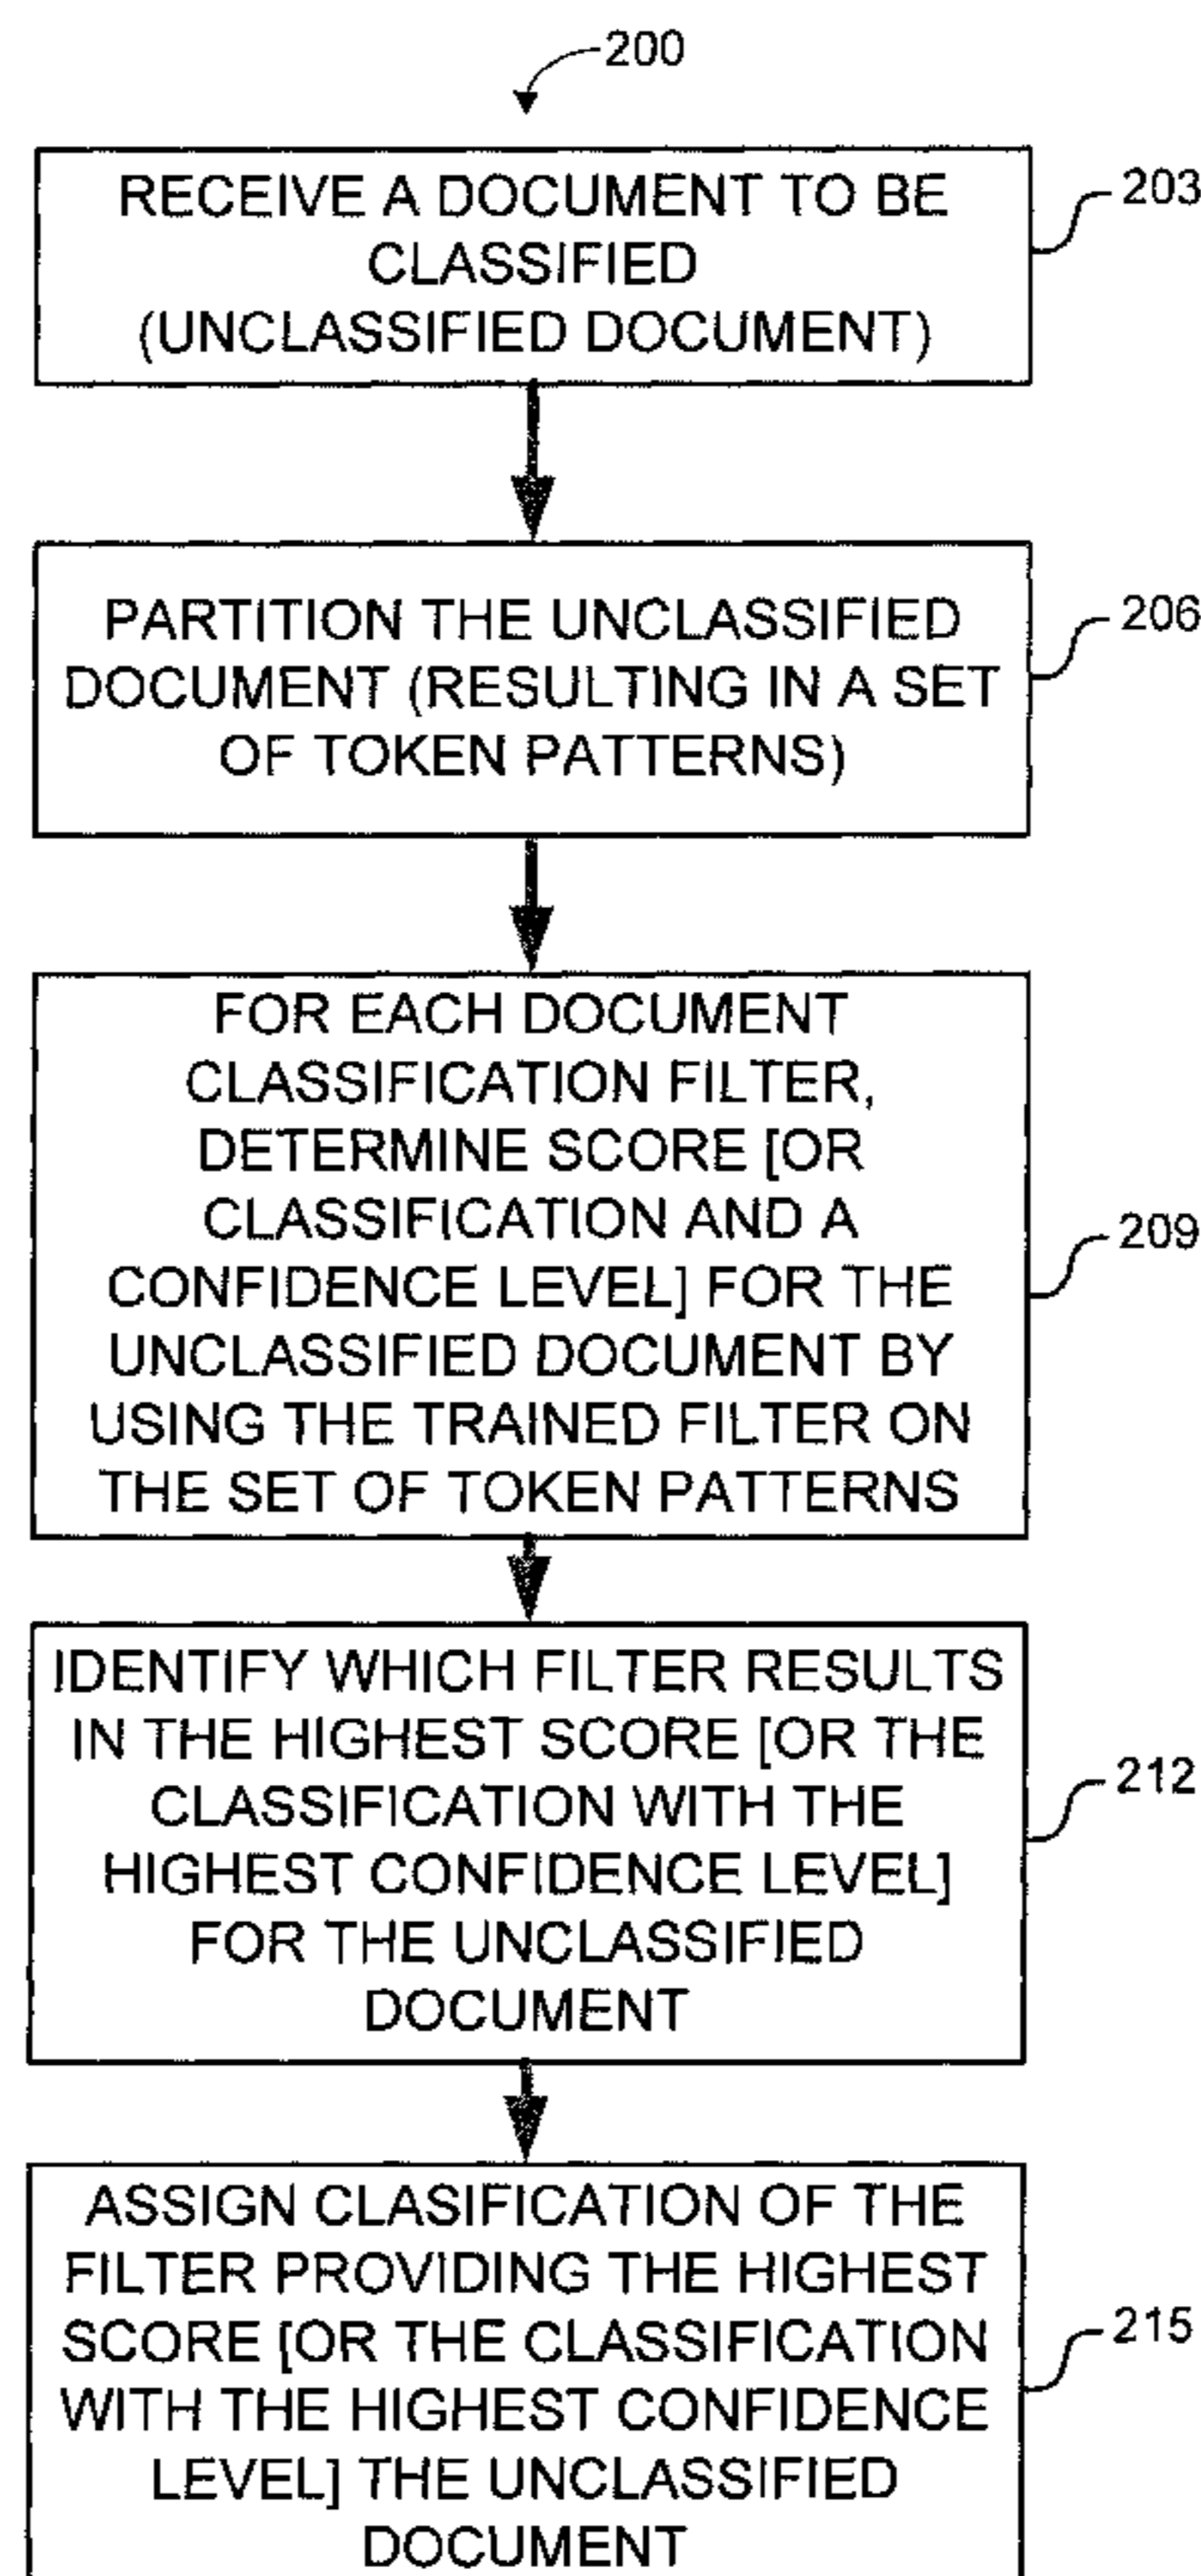 200
RECEIVE A DOCUMENT TO BE
CLASSIFIED
(UNCLASSIFIED DOCUMENT)
203
PARTITION THE UNCLASSIFIED
DOCUMENT (RESULTING IN A SET
OF TOKEN PATTERNS)
206
FOR EACH DOCUMENT
CLASSIFICATION FILTER,
DETERMINE SCORE [OR
CLASSIFICATION AND A
CONFIDENCE LEVEL] FOR THE
UNCLASSIFIED DOCUMENT BY
USING THE TRAINED FILTER ON
THE SET OF TOKEN PATTERNS
209
IDENTIFY WHICH FILTER RESULTS
IN THE HIGHEST SCORE [OR THE
CLASSIFICATION WITH THE
HIGHEST CONFIDENCE LEVEL]
FOR THE UNCLASSIFIED
DOCUMENT
212
ASSIGN CLASIFICATION OF THE
FILTER PROVIDING THE HIGHEST
SCORE [OR THE CLASSIFICATION
WITH THE HIGHEST CONFIDENCE
LEVEL] THE UNCLASSIFIED
DOCUMENT
215